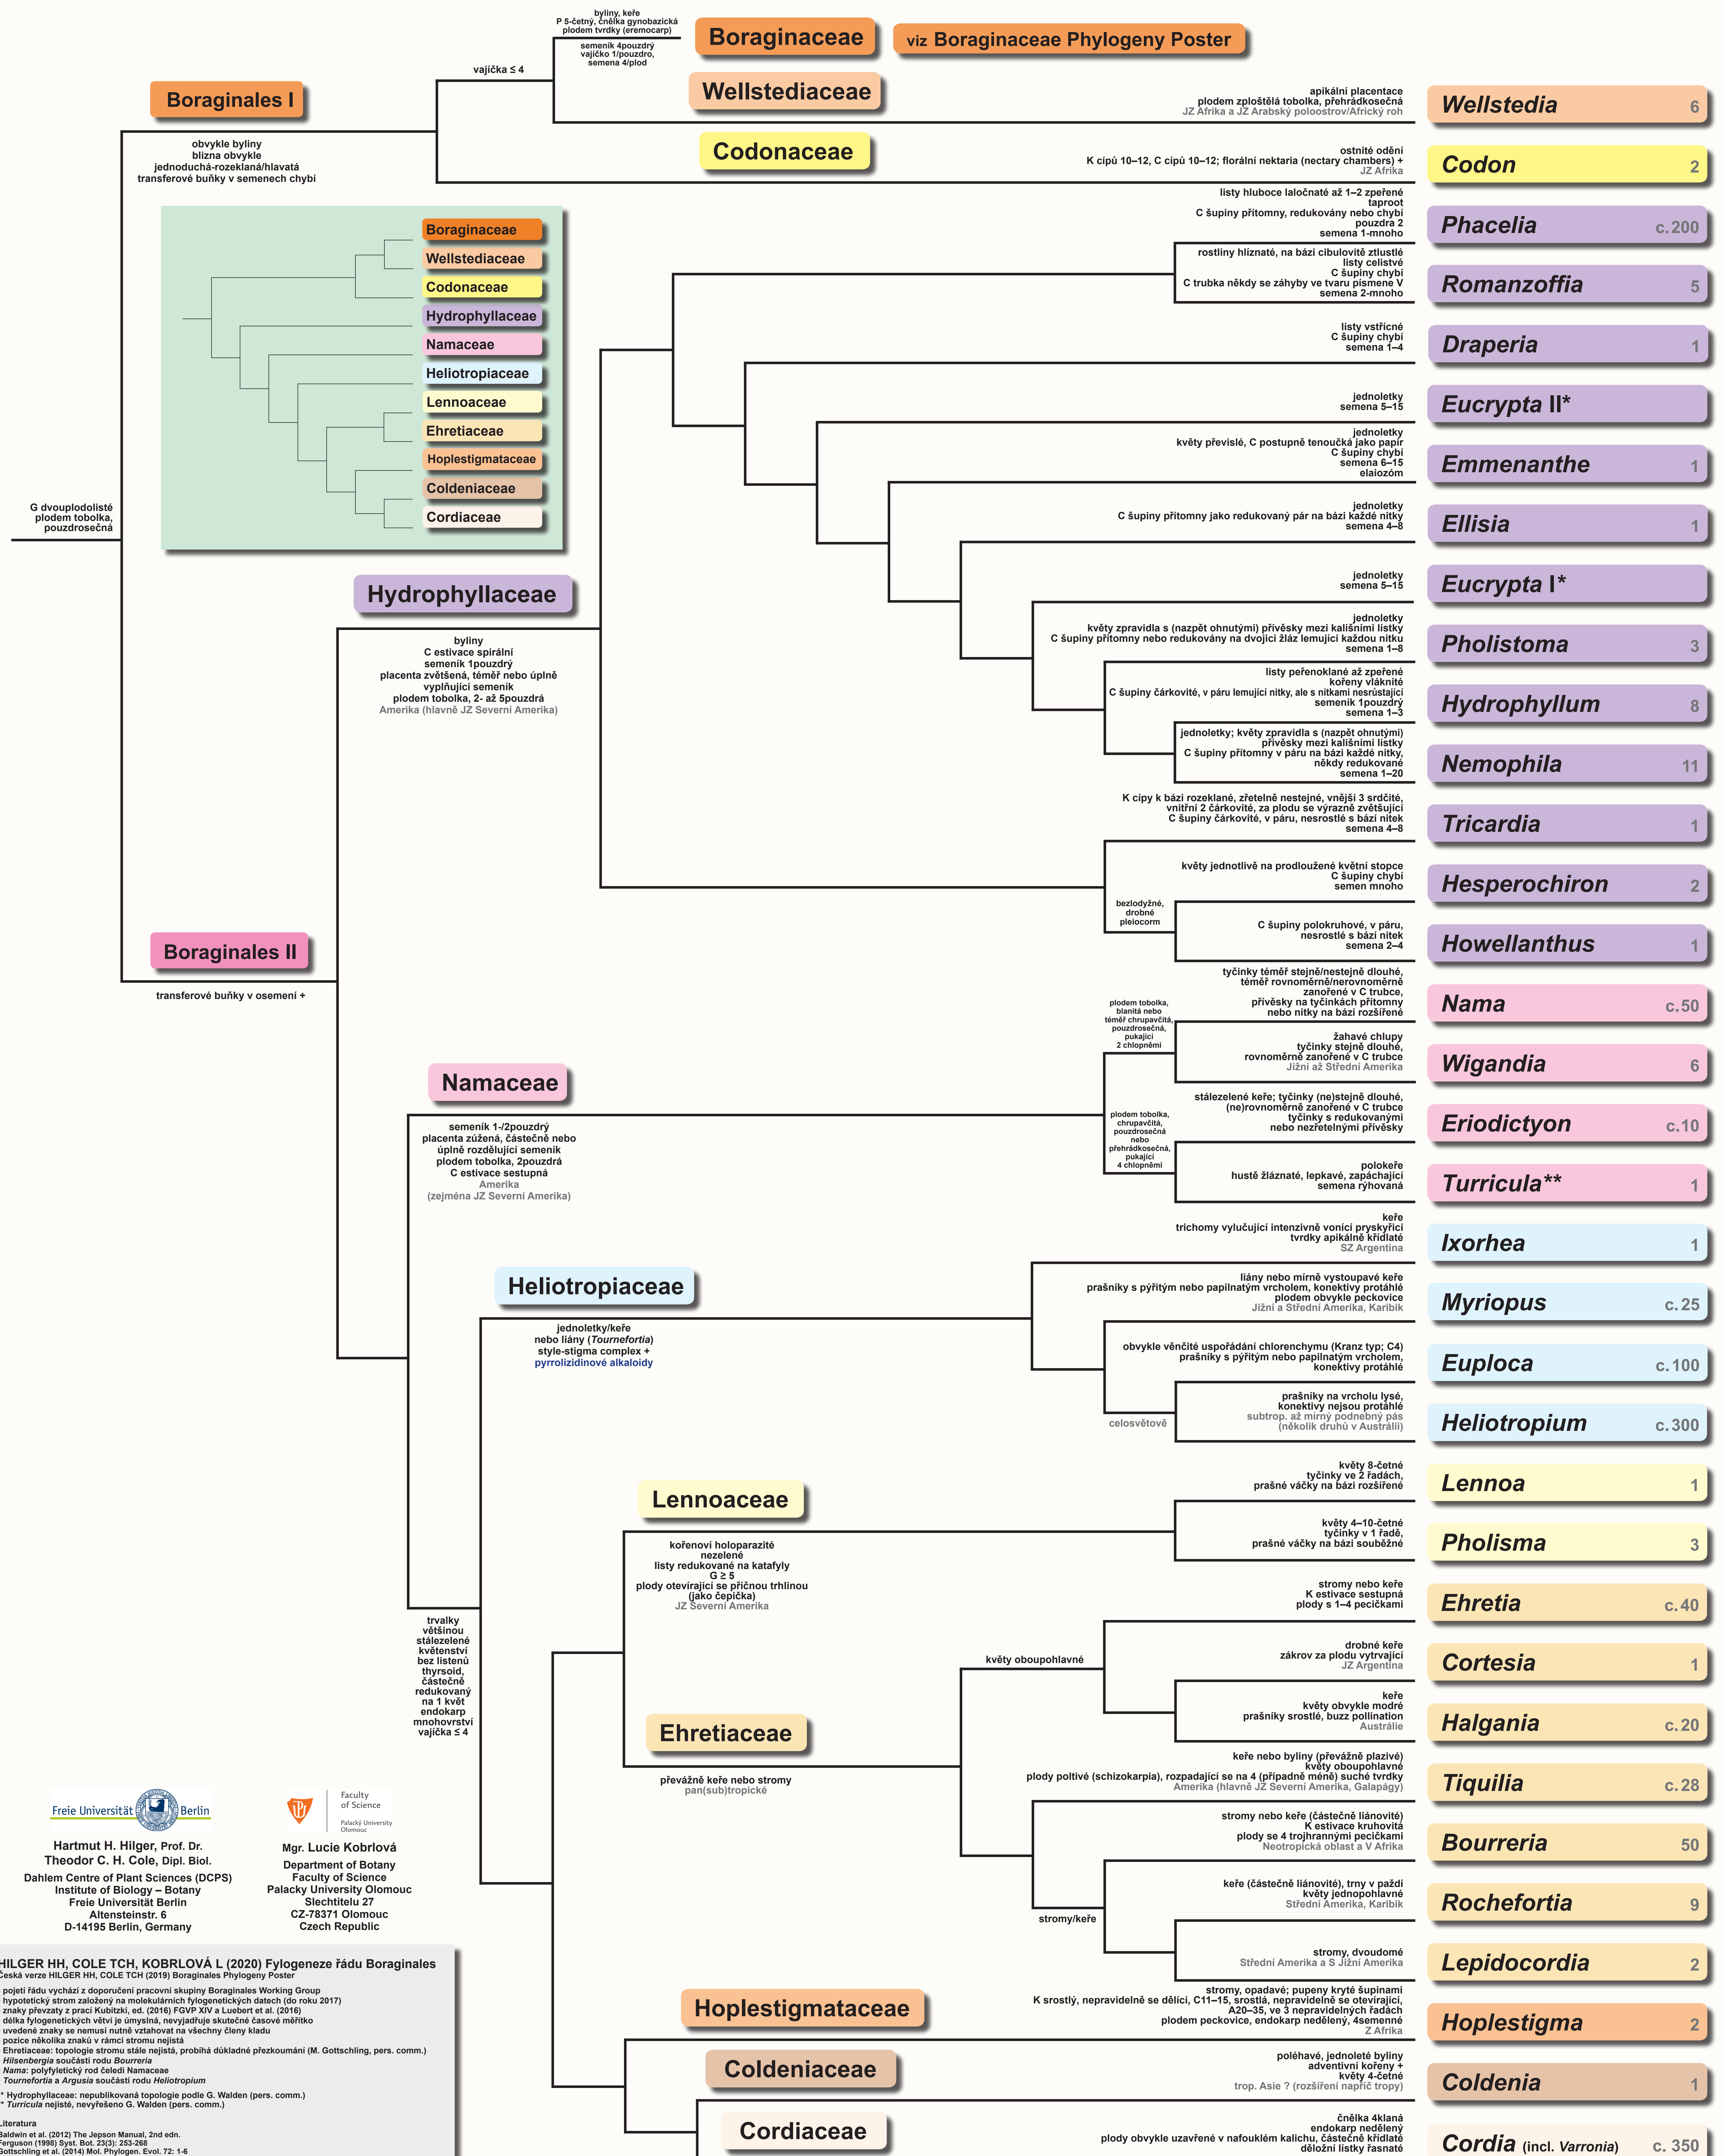 byliny, keře
P 5-četný, čnělka gynobazická
plodem tvrdky (eremocarp)
semeník 4pouzdrý
vajíčko 1/pouzdro,
semena 4/plod
Boraginaceae
viz Boraginaceae Phylogeny Poster
vajíčka ≤ 4
Boraginales I
obvykle byliny
blizna obvykle
jednoduchá-rozeklaná/hlavatá
transferové buňky v semenech chybí
Wellstediaceae
apikální placentace
plodem zploštělá tobolka, přehrádkosečná
JZ Afrika a JZ Arabský poloostrov/Africký roh
Wellstedia 6
Codonaceae
ostnité odění
K cípů 10–12, C cípů 10–12; florální nektaria (nectary chambers) +
JZ Afrika
Codon 2
Boraginaceae
Wellstediaceae
Codonaceae
Hydrophyllaceae
Namaceae
Heliotropiaceae
Lennoaceae
Ehretiaceae
Hoplestigmataceae
Coldeniaceae
Cordiaceae
G dvouplodolisté
plodem tobolka,
pouzdrosečná
listy hluboce laločnaté až 1–2 zpeřené
taproot
C šupiny přítomny, redukovány nebo chybí
pouzdra 2
semena 1-mnoho
Phacelia c. 200
rostliny hlíznaté, na bázi cibulovitě ztlustlé
listy celistvé
C šupiny chybí
C trubka někdy se záhyby ve tvaru písmene V
semena 2-mnoho
Romanzoffia 5
listy vstřícné
C šupiny chybí
semena 1–4
Draperia 1
jednoletky
semena 5–15
Eucrypta II*
jednoletky
květy převislé, C postupně tenoučká jako papír
C šupiny chybí
semena 6–15
elaiozóm
Emmenanthe 1
jednoletky
C šupiny přítomny jako redukovaný pár na bázi každé nitky
semena 4–8
Ellisia 1
jednoletky
semena 5–15
Eucrypta I*
Hydrophyllaceae
byliny
C estivace spirální
semeník 1pouzdrý
placenta zvětšená, téměř nebo úplně
vyplňující semeník
plodem tobolka, 2- až 5pouzdrá
Amerika (hlavně JZ Severní Amerika)
jednoletky
květy zpravidla s (nazpět ohnutými) přívěsky mezi kališními lístky
C šupiny přítomny nebo redukovány na dvojici žláz lemující každou nitku
semena 1–8
Pholistoma 3
listy peřenoklané až zpeřené
kořeny vláknité
C šupiny čárkovité, v páru lemující nitky, ale s nitkami nesrůstající
semeník 1pouzdrý
semena 1–3
Hydrophyllum 8
jednoletky; květy zpravidla s (nazpět ohnutými)
přívěsky mezi kališními lístky
C šupiny přítomny v páru na bázi každé nitky,
někdy redukované
semena 1–20
Nemophila 11
K cípy k bázi rozeklané, zřetelně nestejné, vnější 3 srdčité,
vnitřní 2 čárkovité, za plodu se výrazně zvětšující
C šupiny čárkovité, v páru, nesrostlé s bází nitek
semena 4–8
Tricardia 1
květy jednotlivě na prodloužené květní stopce
C šupiny chybí
semen mnoho
Hesperochiron 2
bezlodyžné,
drobné
pleiocorm
C šupiny polokruhové, v páru,
nesrostlé s bází nitek
semena 2–4
Howellanthus 1
Boraginales II
transferové buňky v osemení +
tyčinky téměř stejně/nestejně dlouhé,
téměř rovnoměrně/nerovnoměrně
zanořené v C trubce,
přívěsky na tyčinkách přítomny
nebo nitky na bázi rozšířené
Nama c. 50
plodem tobolka,
blanitá nebo
téměř chrupavčitá,
pouzdrosečná,
pukající
2 chlopněmi
žahavé chlupy
tyčinky stejně dlouhé,
rovnoměrně zanořené v C trubce
Jižní až Střední Amerika
Wigandia 6
Namaceae
semeník 1-/2pouzdrý
placenta zúžená, částečně nebo
úplně rozdělující semeník
plodem tobolka, 2pouzdrá
C estivace sestupná
Amerika
(zejména JZ Severní Amerika)
stálezelené keře; tyčinky (ne)stejně dlouhé,
(ne)rovnoměrně zanořené v C trubce
tyčinky s redukovanými
nebo nezřetelnými přívěsky
Eriodictyon c. 10
plodem tobolka,
chrupavčitá,
pouzdrosečná
nebo
přehrádkosečná,
pukající
4 chlopněmi
polokeře
hustě žláznaté, lepkavé, zapáchající
semena rýhovaná
Turricula** 1
keře
trichomy vylučující intenzivně vonící pryskyřici
tvrdky apikálně křídlaté
SZ Argentina
Ixorhea 1
Heliotropiaceae
jednoletky/keře
nebo liány (Tournefortia)
style-stigma complex +
pyrrolizidinové alkaloidy
liány nebo mírně vystoupavé keře
prašníky s pýřitým nebo papilnatým vrcholem, konektivy protáhlé
plodem obvykle peckovice
Jižní a Střední Amerika, Karibik
Myriopus c. 25
obvykle věnčité uspořádání chlorenchymu (Kranz typ; C4)
prašníky s pýřitým nebo papilnatým vrcholem,
konektivy protáhlé
Euploca c. 100
celosvětově
prašníky na vrcholu lysé,
konektivy nejsou protáhlé
subtrop. až mírný podnebný pás
(několik druhů v Austrálii)
Heliotropium c. 300
květy 8-četné
tyčinky ve 2 řadách,
prašné váčky na bázi rozšířené
Lennoa 1
Lennoaceae
kořenoví holoparazité
nezelené
listy redukované na katafyly
G ≥ 5
plody otevírající se příčnou trhlinou
(jako čepička)
JZ Severní Amerika
květy 4–10-četné
tyčinky v 1 řadě,
prašné váčky na bázi souběžné
Pholisma 3
stromy nebo keře
K estivace sestupná
plody s 1–4 pecičkami
Ehretia c. 40
trvalky
většinou
stálezelené
květenství
bez listenů
thyrsoid,
částečně
redukovaný
na 1 květ
endokarp
mnohovrství
vajíčka ≤ 4
květy oboupohlavné
drobné keře
zákrov za plodu vytrvající
JZ Argentina
Cortesia 1
keře
květy obvykle modré
prašníky srostlé, buzz pollination
Austrálie
Halgania c. 20
Ehretiaceae
převážně keře nebo stromy
pan(sub)tropické
keře nebo byliny (převážně plazivé)
květy oboupohlavné
plody poltivé (schizokarpia), rozpadající se na 4 (případně méně) suché tvrdky
Amerika (hlavně JZ Severní Amerika, Galapágy)
Tiquilia c. 28
stromy nebo keře (částečně liánovité)
K estivace kruhovitá
plody se 4 trojhrannými pecičkami
Neotropická oblast a V Afrika
Bourreria 50
keře (částečně liánovité), trny v paždí
květy jednopohlavné
Střední Amerika, Karibik
Rochefortia 9
stromy/keře
stromy, dvoudomé
Střední Amerika a S Jižní Amerika
Lepidocordia 2
Hoplestigmataceae
stromy, opadavé; pupeny kryté šupinami
K srostlý, nepravidelně se dělící, C11–15, srostlá, nepravidelně se otevírající,
A20–35, ve 3 nepravidelných řadách
plodem peckovice, endokarp nedělený, 4semenné
Z Afrika
Hoplestigma 2
Coldeniaceae
poléhavé, jednoleté byliny
adventivní kořeny +
květy 4-četné
trop. Asie ? (rozšíření napříč tropy)
Coldenia 1
Cordiaceae
čnělka 4klaná
endokarp nedělený
plody obvykle uzavřené v nafouklém kalichu, částečně křídlaté
děložní lístky řasnaté
Cordia (incl. Varronia) c. 350
Freie Universität Berlin
Hartmut H. Hilger, Prof. Dr.
Theodor C. H. Cole, Dipl. Biol.
Dahlem Centre of Plant Sciences (DCPS)
Institute of Biology – Botany
Freie Universität Berlin
Altensteinstr. 6
D-14195 Berlin, Germany
Faculty
of Science
Palacký University
Olomouc
Mgr. Lucie Kobrlová
Department of Botany
Faculty of Science
Palacky University Olomouc
Slechtitelu 27
CZ-78371 Olomouc
Czech Republic
HILGER HH, COLE TCH, KOBRLOVÁ L (2020) Fylogeneze řádu Boraginales
Česká verze HILGER HH, COLE TCH (2019) Boraginales Phylogeny Poster
pojetí řádu vychází z doporučení pracovní skupiny Boraginales Working Group
hypotetický strom založený na molekulárních fylogenetických datech (do roku 2017)
znaky převzaty z prací Kubitzki, ed. (2016) FGVP XIV a Luebert et al. (2016)
délka fylogenetických větví je úmyslná, nevyjadřuje skutečné časové měřítko
uvedené znaky se nemusí nutně vztahovat na všechny členy kladu
pozice několika znaků v rámci stromu nejistá
Ehretiaceae: topologie stromu stále nejistá, probíhá důkladné přezkoumání (M. Gottschling, pers. comm.)
Hilsenbergia součástí rodu Bourreria
Nama: polyfyletický rod čeledi Namaceae
Tournefortia a Argusia součástí rodu Heliotropium
* Hydrophyllaceae: nepublikovaná topologie podle G. Walden (pers. comm.)
* Turricula nejisté, nevyřešeno G. Walden (pers. comm.)
Literatura
Baldwin et al. (2012) The Jepson Manual, 2nd edn.
Ferguson (1998) Syst. Bot. 23(3): 253-268
Gottschling et al. (2014) Mol. Phylogen. Evol. 72: 1-6